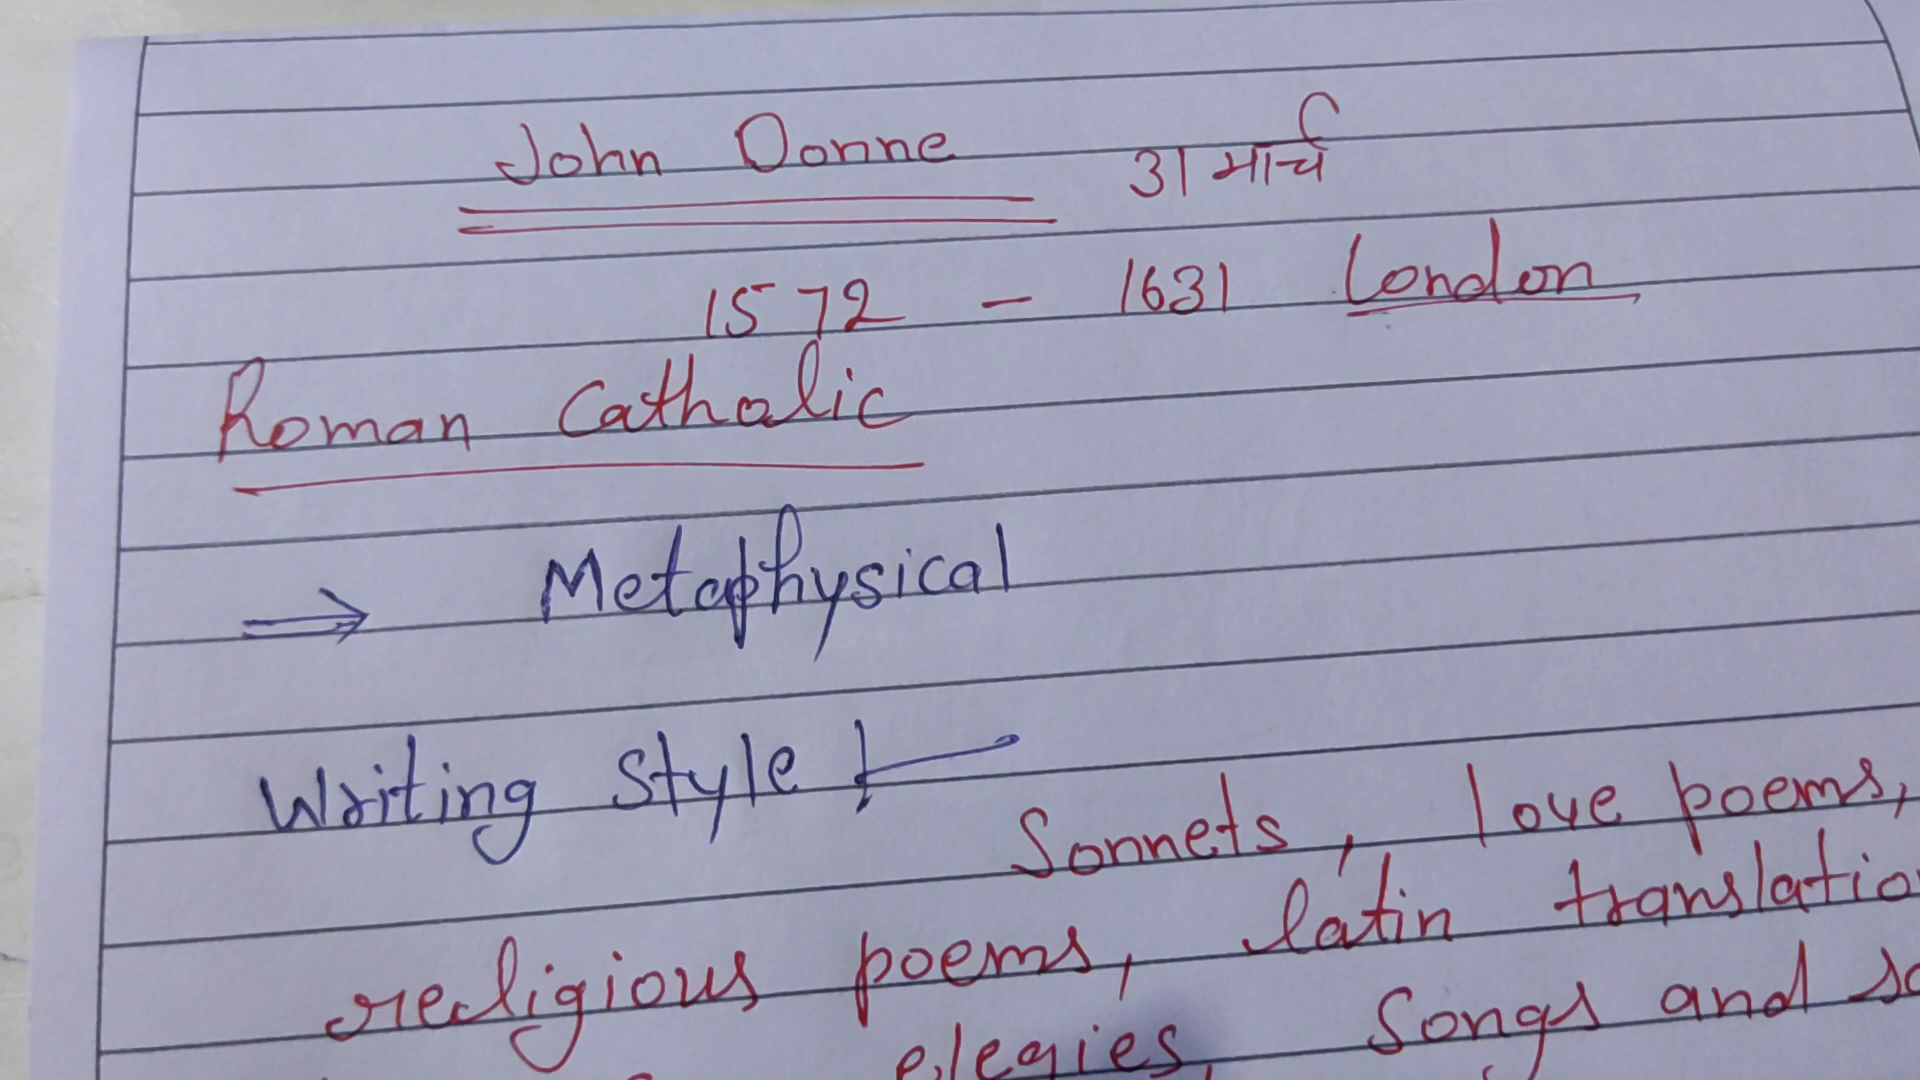 John Donne 31 मार्च
1572 - 1631 London
Roman Catholic
⇒ Metaphysical
Writing Style :-
Sonnets, love poems,
religious poems, latin translatio
elegies, Songs and so